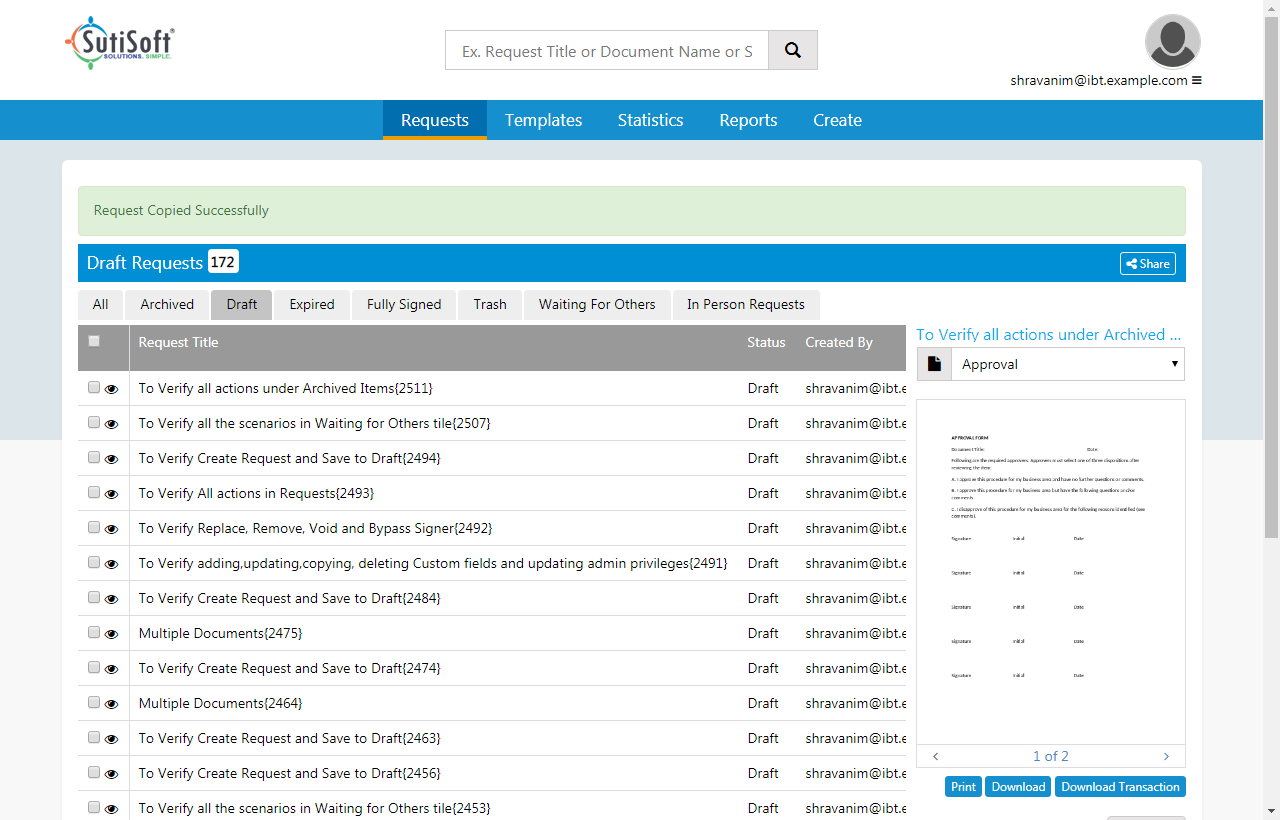 SutiSoft®
SOLUTIONS. SIMPLE.
Ex. Request Title or Document Name or S
shravanim@ibt.example.com
Requests Templates Statistics Reports Create
Request Copied Successfully
Draft Requests 172
Share
All Archived Draft Expired Fully Signed Trash Waiting For Others In Person Requests
Request Title Status Created By
To Verify all actions under Archived Items{2511} Draft shravanim@ibt.e
To Verify all the scenarios in Waiting for Others tile{2507} Draft shravanim@ibt.e
To Verify Create Request and Save to Draft{2494} Draft shravanim@ibt.e
To Verify All actions in Requests{2493} Draft shravanim@ibt.e
To Verify Replace, Remove, Void and Bypass Signer{2492} Draft shravanim@ibt.e
To Verify adding,updating,copying, deleting Custom fields and updating admin privileges{2491} Draft shravanim@ibt.e
To Verify Create Request and Save to Draft{2484} Draft shravanim@ibt.e
Multiple Documents{2475} Draft shravanim@ibt.e
To Verify Create Request and Save to Draft{2474} Draft shravanim@ibt.e
Multiple Documents{2464} Draft shravanim@ibt.e
To Verify Create Request and Save to Draft{2463} Draft shravanim@ibt.e
To Verify Create Request and Save to Draft{2456} Draft shravanim@ibt.e
To Verify all the scenarios in Waiting for Others tile{2453} Draft shravanim@ibt.e
To Verify all actions under Archived ...
Approval
APPROVAL FORM
Document Title: Date:
Following are the required approvers. Approvers must select one of three dispositions after
reviewing the item:
A. I approve this procedure for my business area and have no further questions or comments.
B. I approve this procedure for my business area but have the following questions and/or
comments.
C. I disapprove of this procedure for my business area for the following reasons identified (see
comments).
Signature Initial Date
Signature Initial Date
Signature Initial Date
Signature Initial Date
Signature Initial Date
1 of 2
Print Download Download Transaction